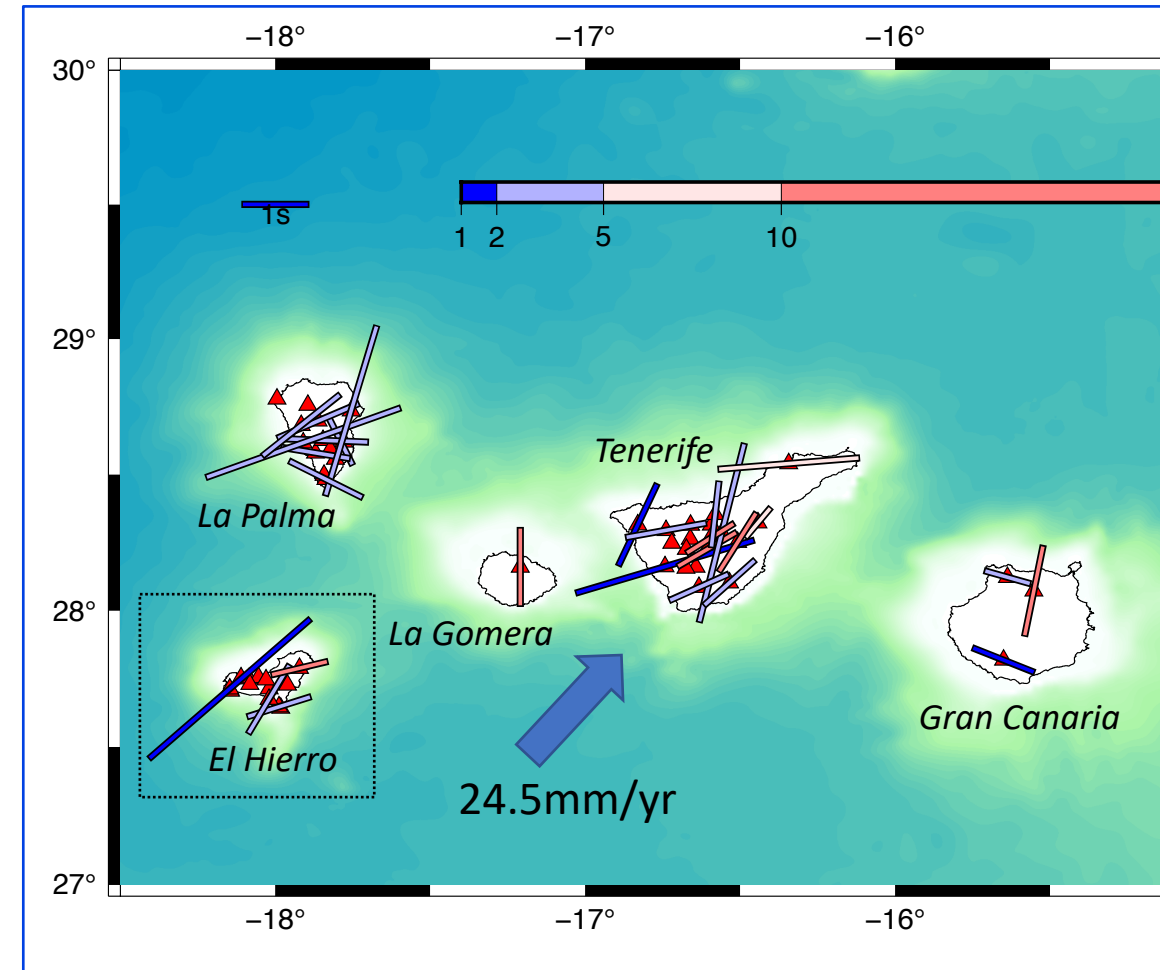 −18° −17° −16°
30°
1s
1 2 5 10
29°
Tenerife
La Palma
28°
La Gomera
Gran Canaria
El Hierro
24.5mm/yr
27°
−18° −17° −16°